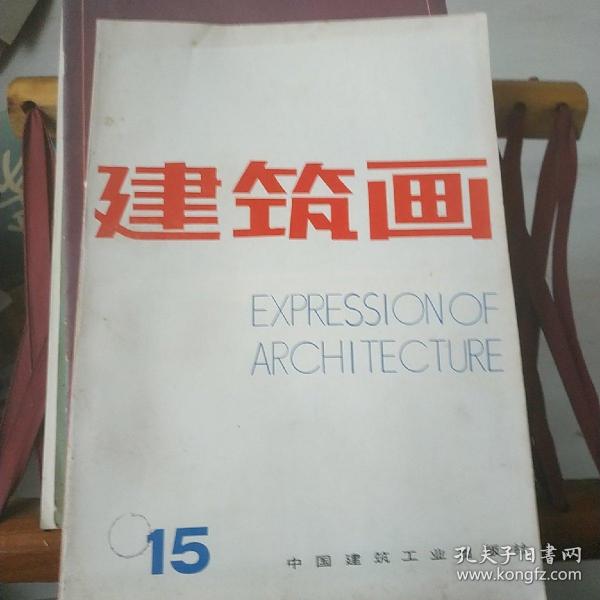 建筑画
EXPRESSION OF
ARCHITECTURE
15
中国建筑工业
孔夫子旧书网
www.kongfz.com